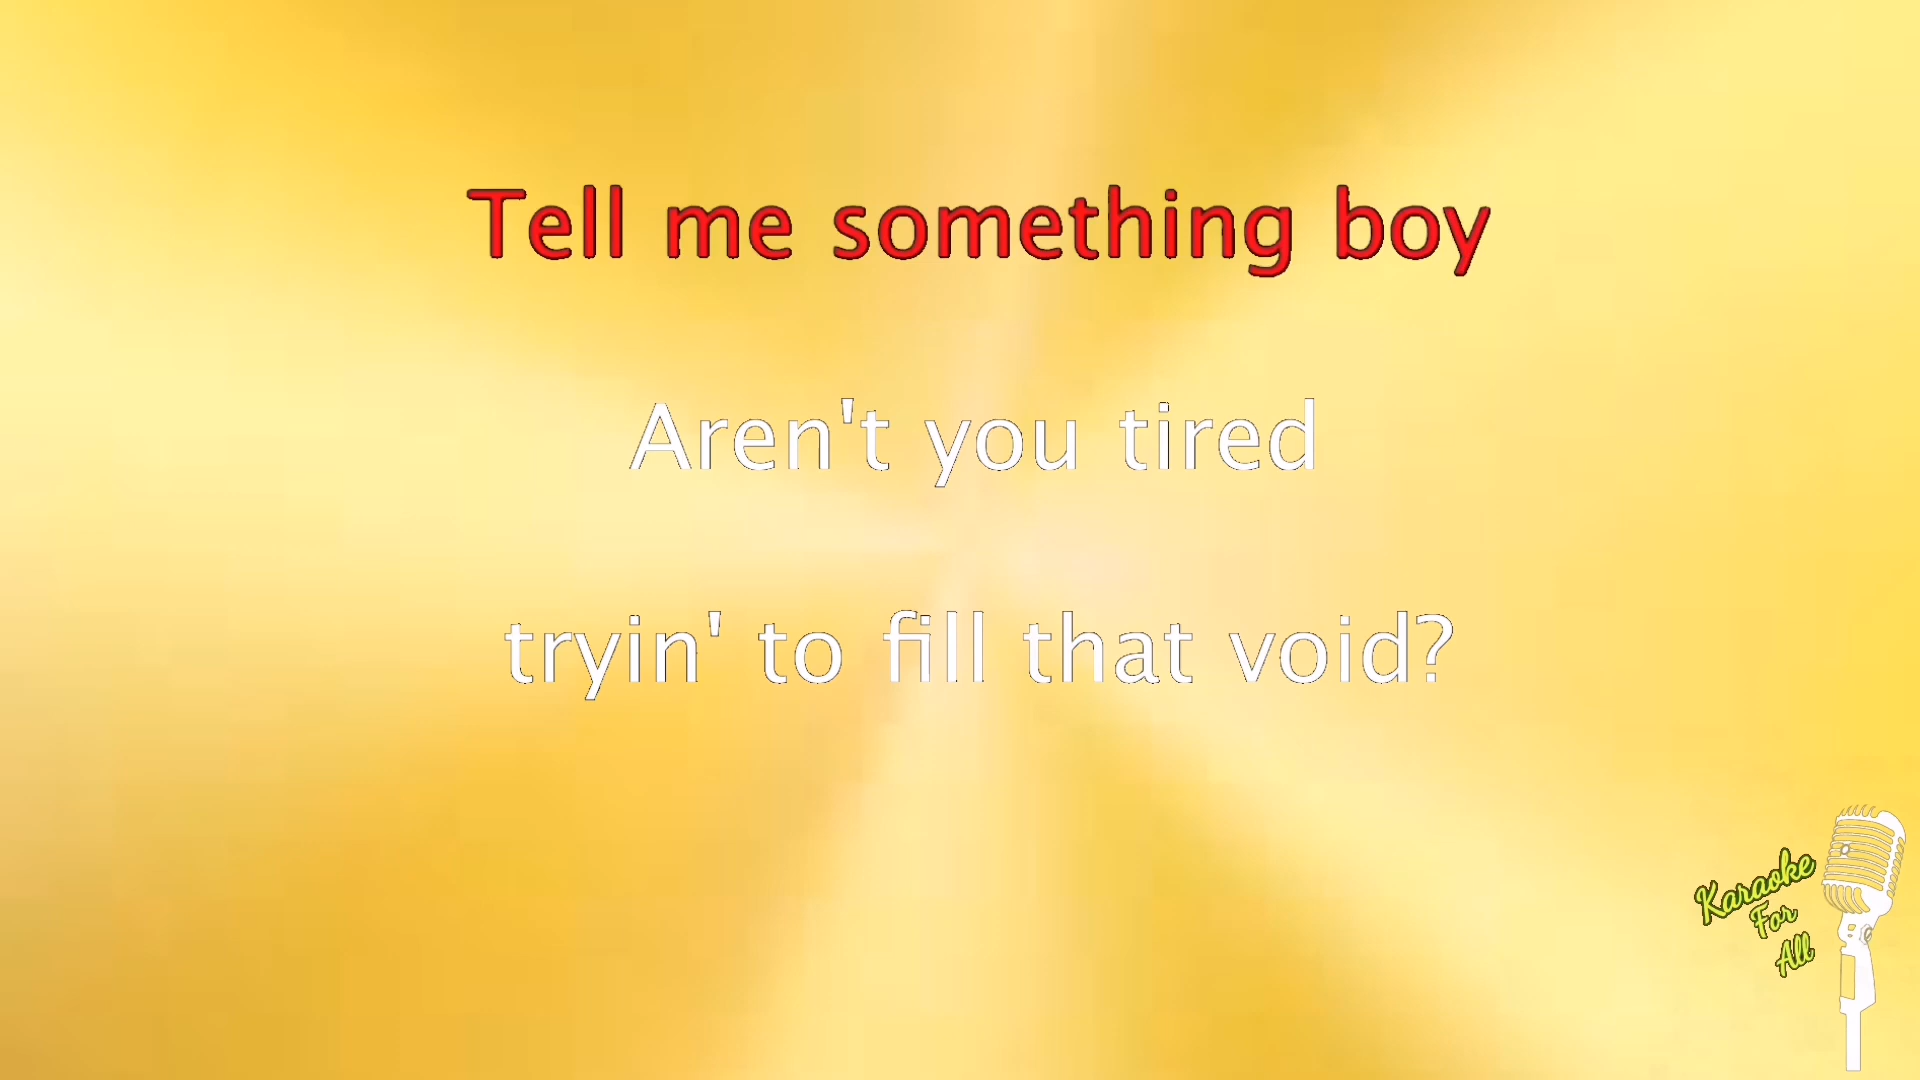 Tell me something boy
Aren't you tired
tryin' to fill that void?
Karaoke
For
All